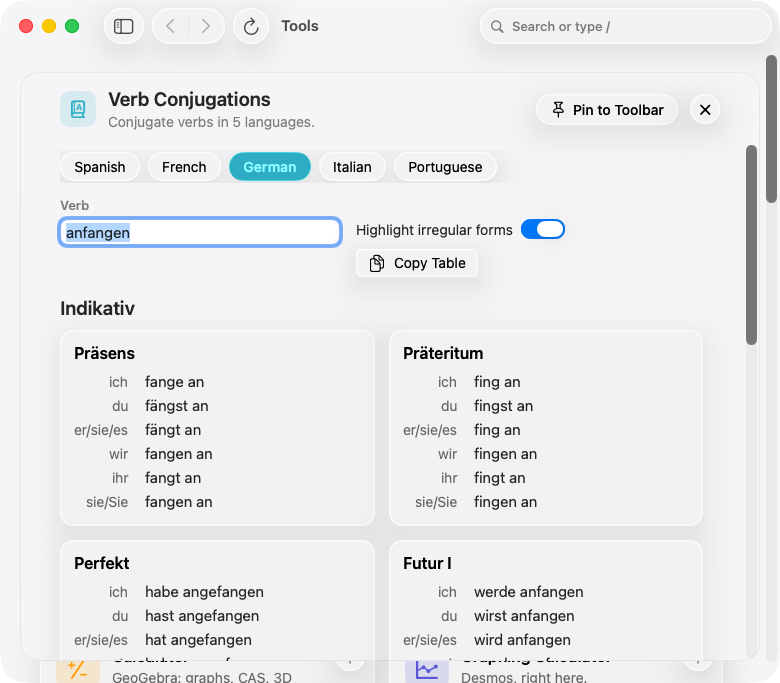 Tools
Search or type /
Verb Conjugations
Conjugate verbs in 5 languages.
Pin to Toolbar
Spanish
French
German
Italian
Portuguese
Verb
anfangen
Highlight irregular forms
Copy Table
Indikativ
Präsens
ich fange an
du fängst an
er/sie/es fängt an
wir fangen an
ihr fangt an
sie/Sie fangen an
Präteritum
ich fing an
du fingst an
er/sie/es fing an
wir fingen an
ihr fingt an
sie/Sie fingen an
Perfekt
ich habe angefangen
du hast angefangen
er/sie/es hat angefangen
Futur I
ich werde anfangen
du wirst anfangen
er/sie/es wird anfangen
GeoGebra: graphs, CAS, 3D
Graphing Calculator
Desmos, right here.